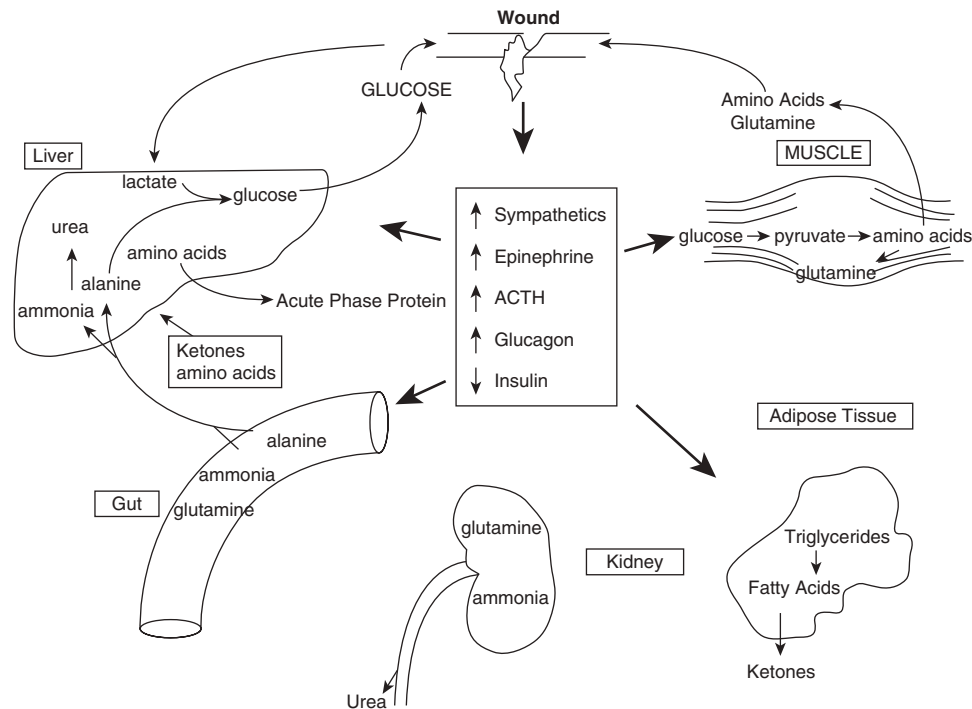 Wound
GLUCOSE
Amino Acids
Glutamine
Liver
MUSCLE
lactate
glucose
urea
amino acids
alanine
ammonia
Acute Phase Protein
Ketones
amino acids
Sympathetics
Epinephrine
ACTH
Glucagon
Insulin
glucose
pyruvate
amino acids
glutamine
Adipose Tissue
alanine
ammonia
Gut
glutamine
glutamine
Kidney
ammonia
Urea
Triglycerides
Fatty Acids
Ketones